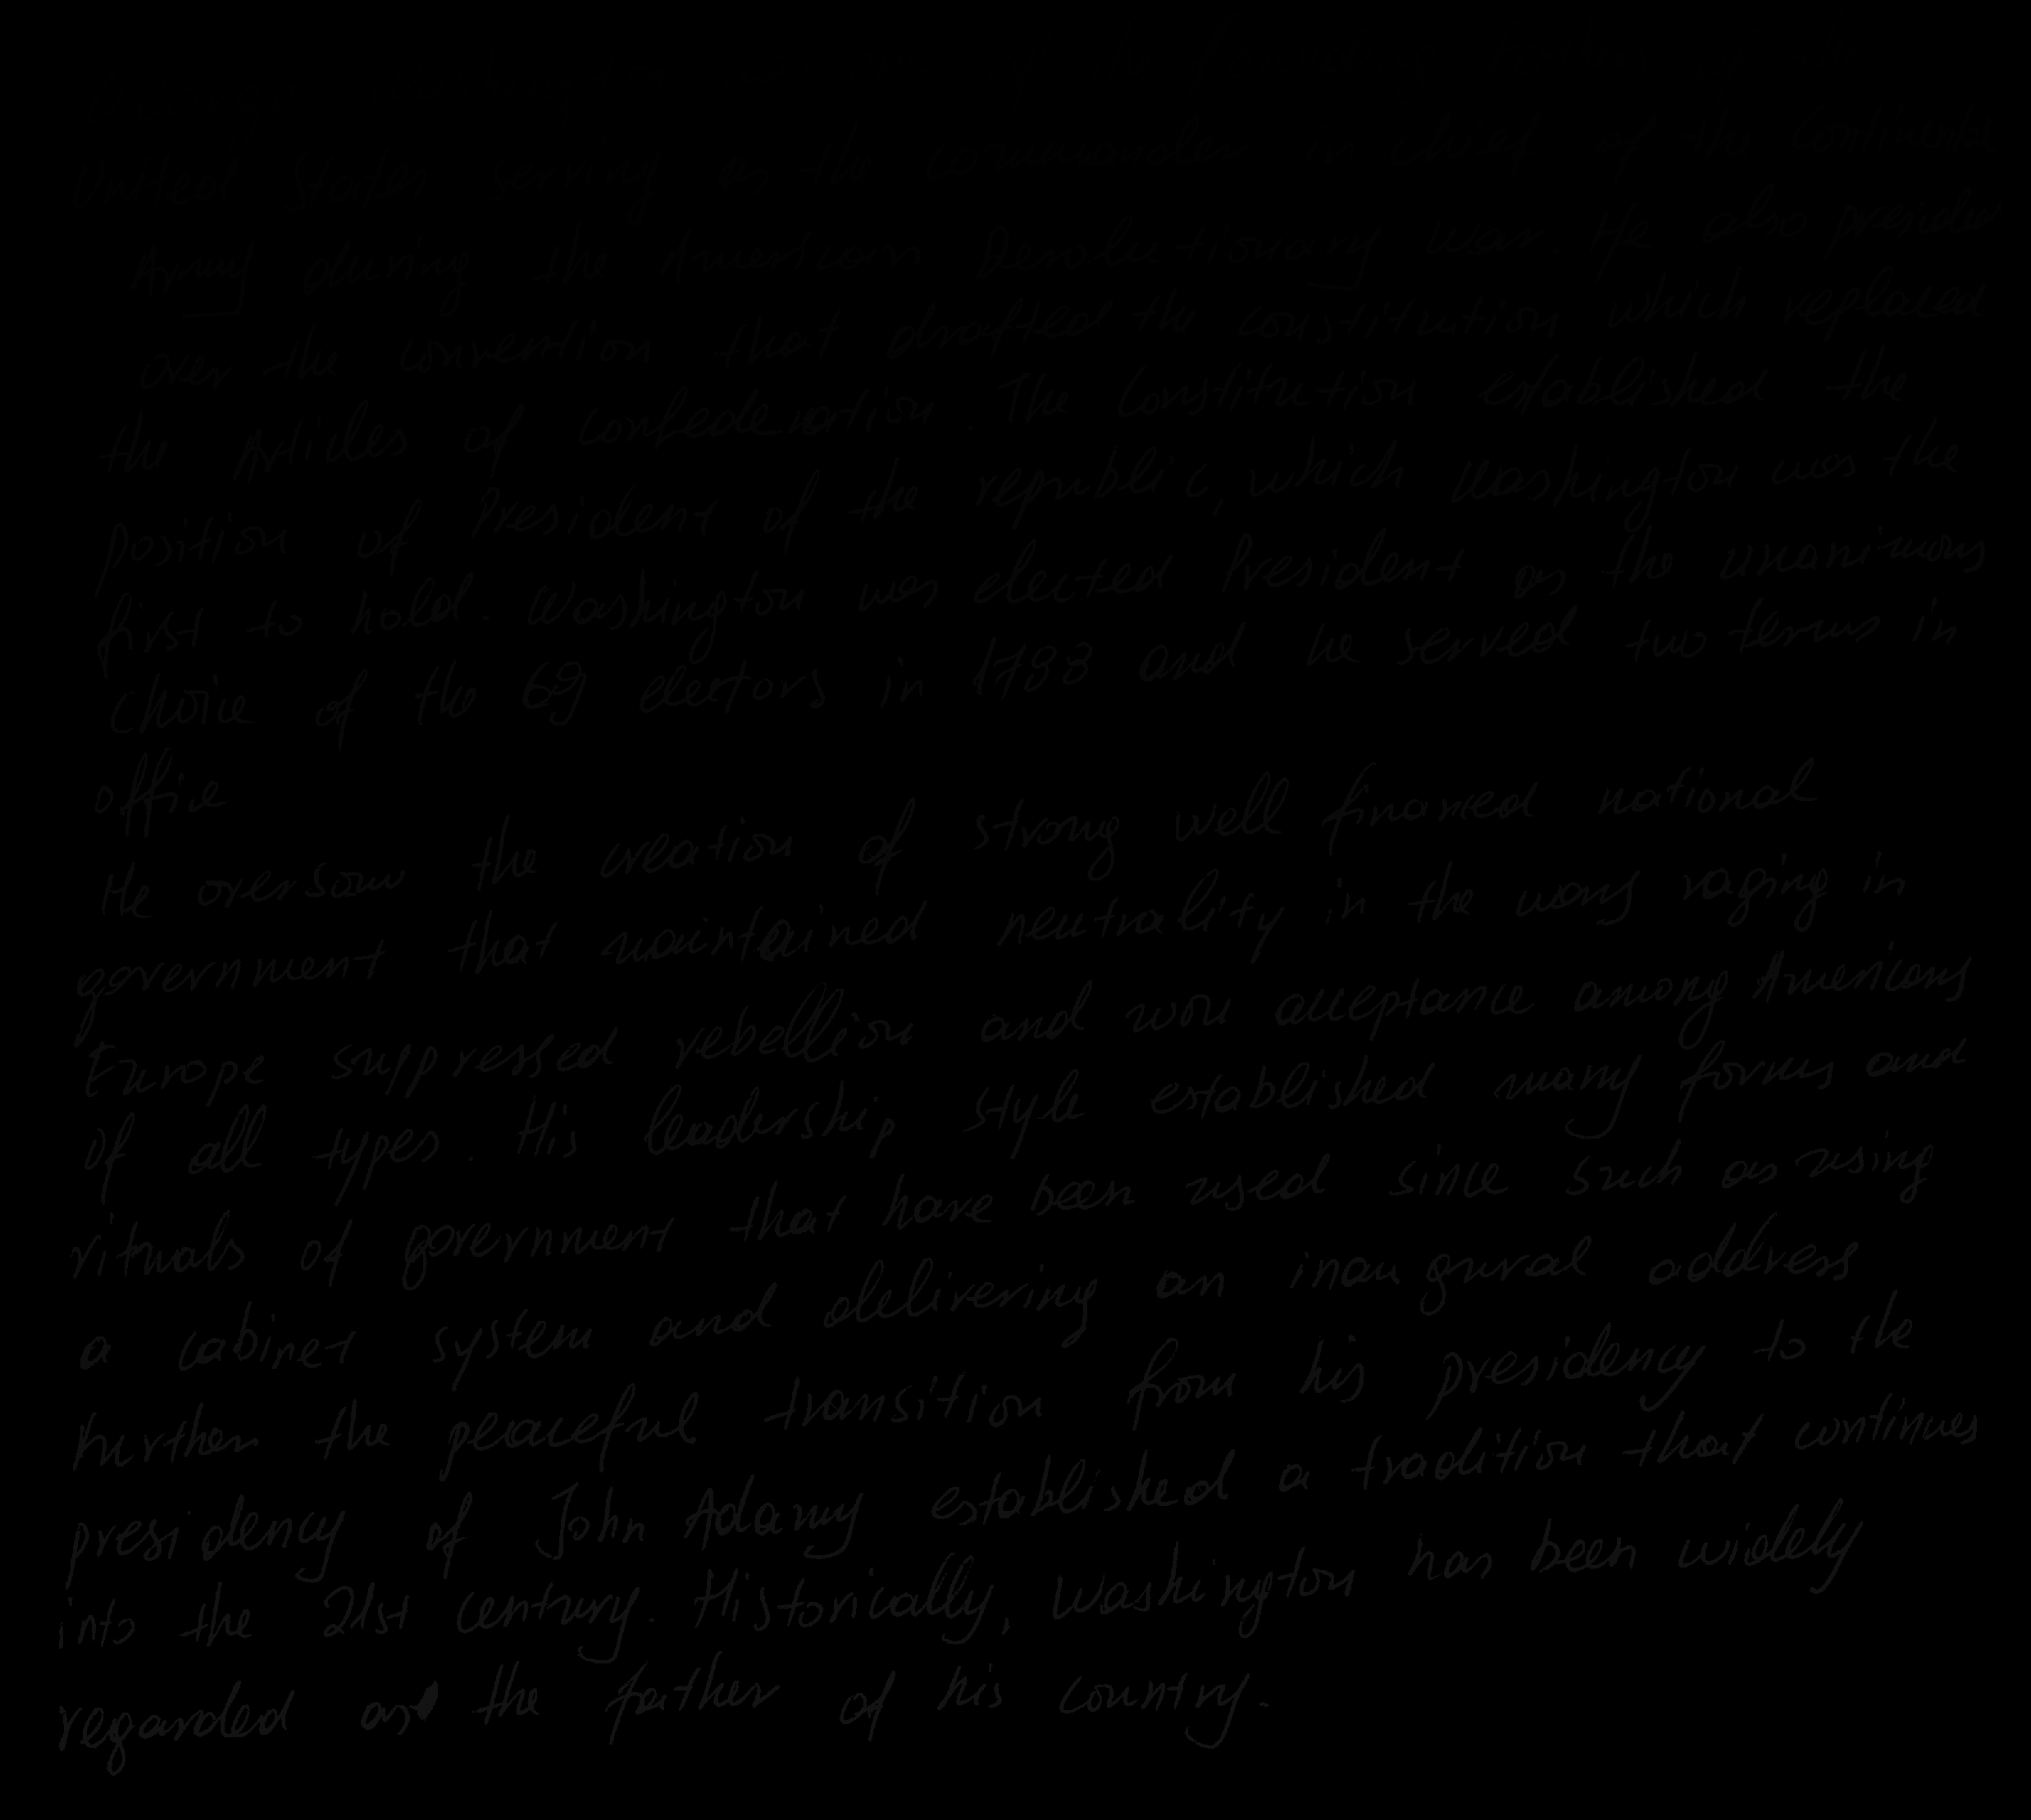 United States serving as the commander in chief of the Continental
Army during the American Revolutionary war. He also presided
over the convention that drafted the constitution which replaced
the Articles of confederation. The Constitution established the
position of President of the republic, which Washington was the
first to hold. Washington was elected President as the unanimous
Choice of the 69 electors in 1788 and he served two terms in
office
He oversaw the creation of strong well financed national
government that maintained neutrality in the wars raging in
Europe suppressed rebellion and won acceptance among Americans
of all types. His leadership style established many forms and
rituals of government that have been used since such as using
a cabinet system and delivering an inaugural address
further the peaceful transition from his presidency to the
presidency of John Adams established a tradition that continues
into the 21st century. Historically, Washington has been widely
regarded as the father of his country.